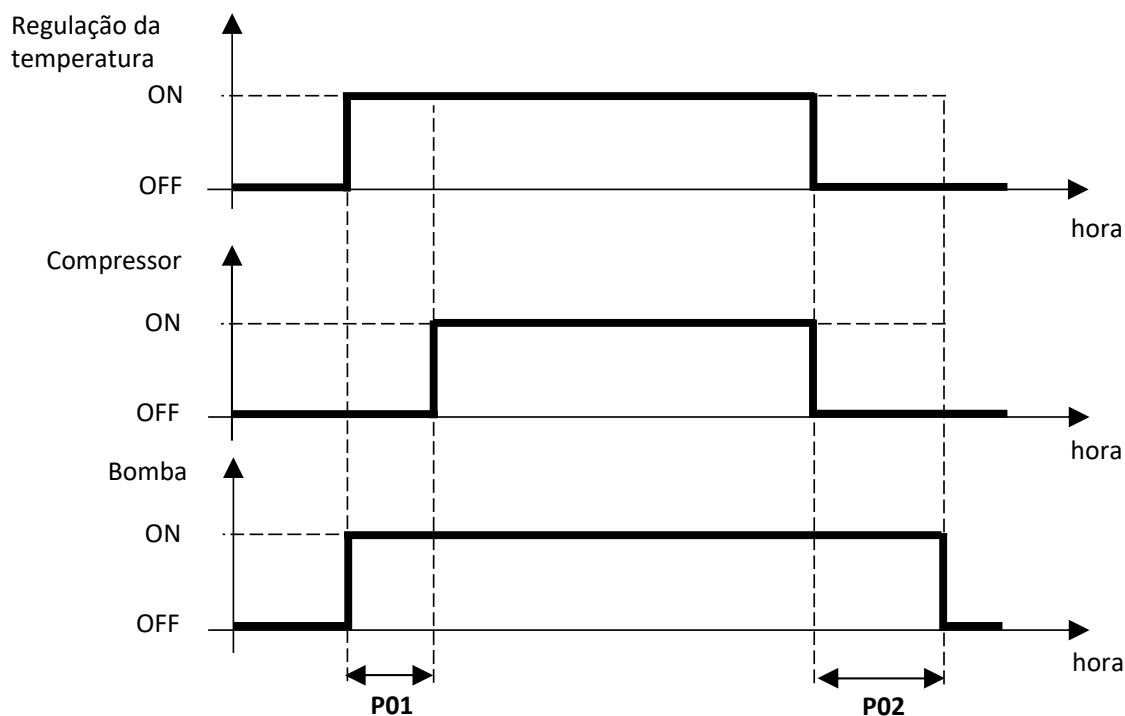 Regulação da
temperatura
ON
OFF
hora
Compressor
ON
OFF
hora
Bomba
ON
OFF
hora
P01
P02